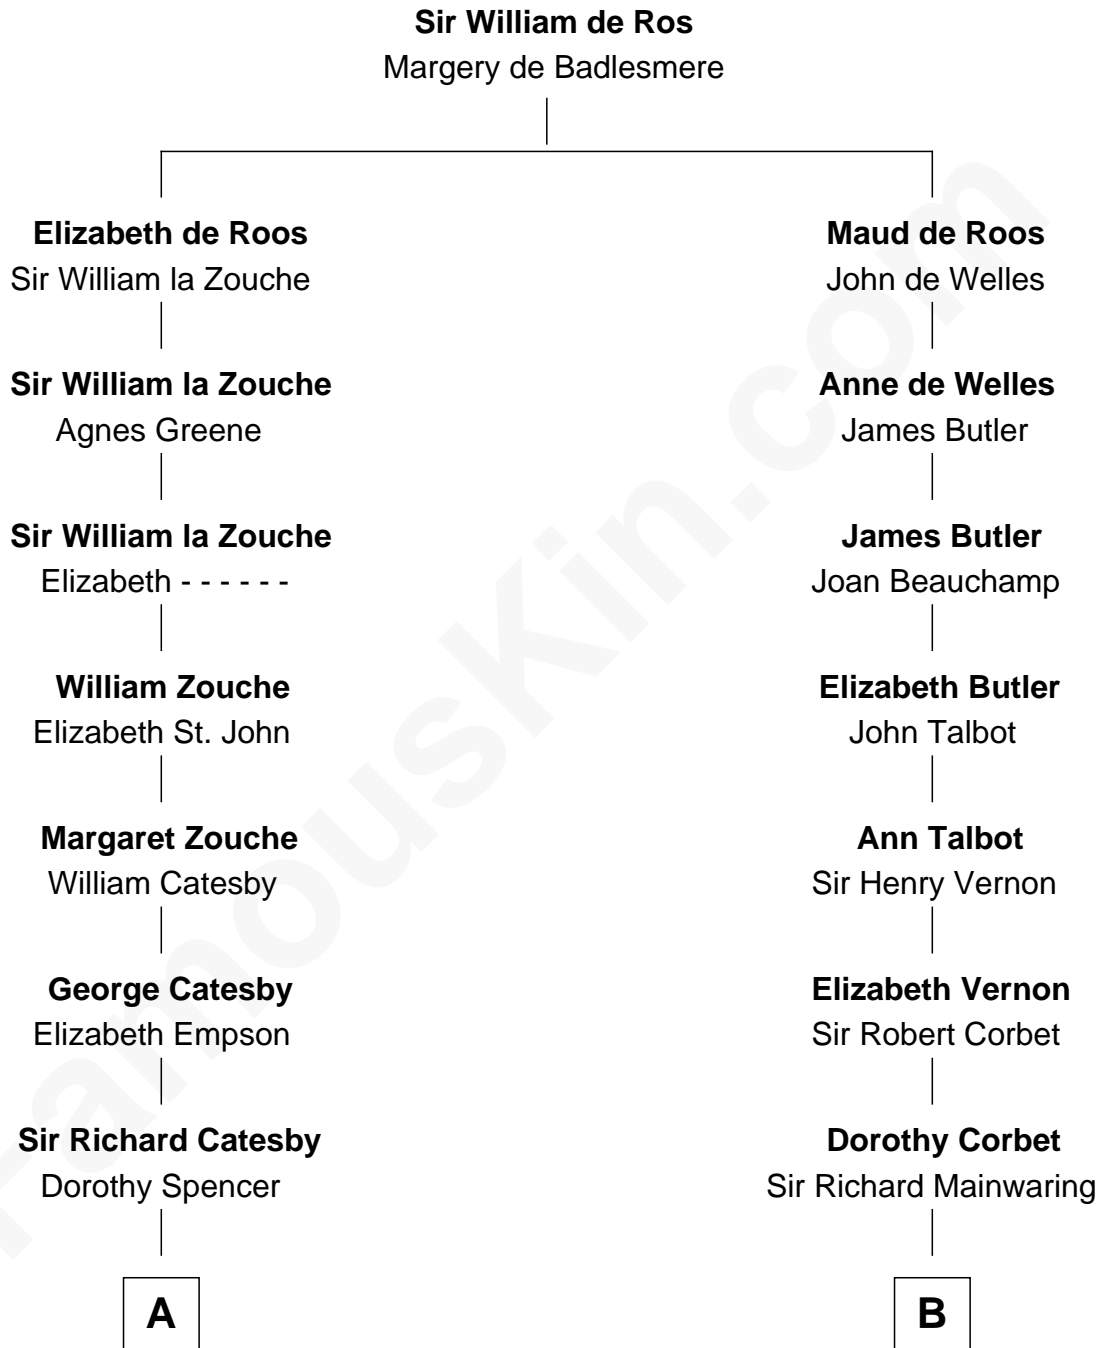 Sir William de Ros
Margery de Badlesmere
Elizabeth de Roos
Sir William la Zouche
Maud de Roos
John de Welles
Sir William la Zouche
Agnes Greene
Anne de Welles
James Butler
Sir William la Zouche
Elizabeth - - - - - -
James Butler
Joan Beauchamp
William Zouche
Elizabeth St. John
Elizabeth Butler
John Talbot
Margaret Zouche
William Catesby
Ann Talbot
Sir Henry Vernon
George Catesby
Elizabeth Empson
Elizabeth Vernon
Sir Robert Corbet
Sir Richard Catesby
Dorothy Spencer
Dorothy Corbet
Sir Richard Mainwaring
A
B
FamousKin.com